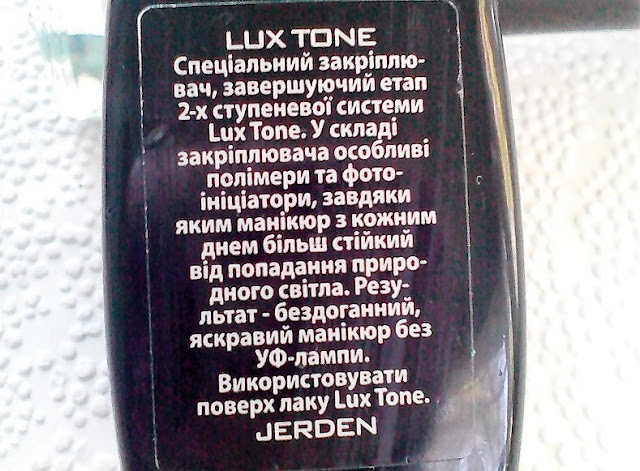 LUX TONE
Спеціальний закріплю-
вач, завершуючий етап
2-х ступеневої системи
Lux Tone. У складі
закріплювача особливі
полімери та фото-
ініціатори, завдяки
яким манікюр з кожним
днем більш стійкий
від попадання приро-
дного світла. Резу-
льтат - бездоганний,
яскравий манікюр без
УФ-лампи.
Використовувати
поверх лаку Lux Tone.
JERDEN